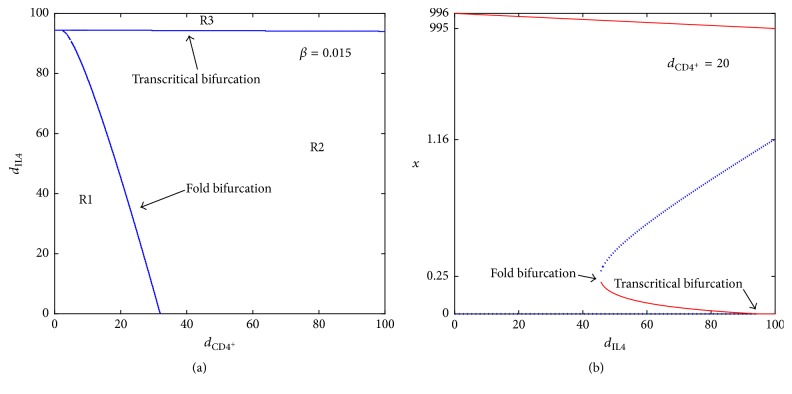 100
80
60
40
20
0
d_IL4
R3
β = 0.015
Transcritical bifurcation
R2
Fold bifurcation
R1
0 20 40 60 80 100
d_CD4+
(a)
996
995
1.16
0.25
0
x
d_CD4+ = 20
Fold bifurcation
Transcritical bifurcation
0 20 40 60 80 100
d_IL4
(b)